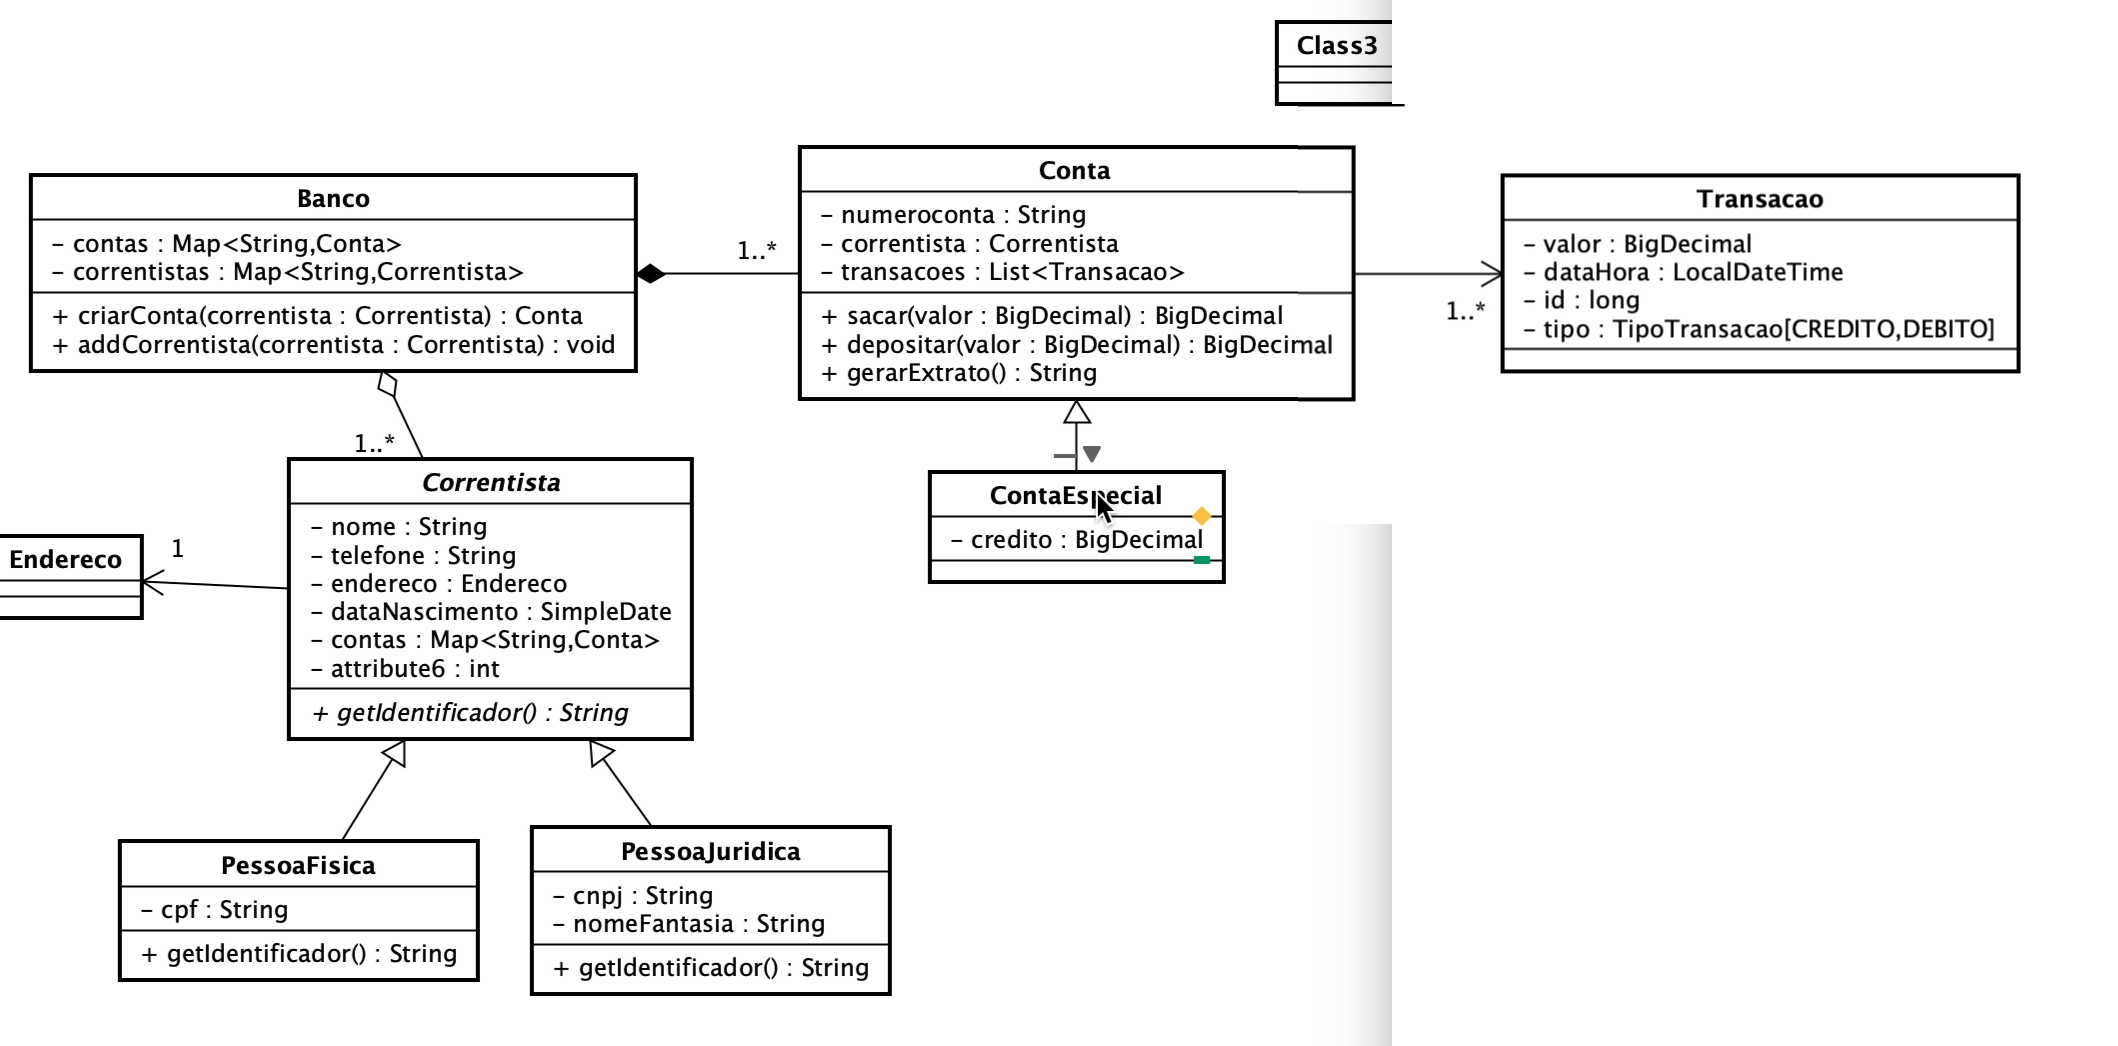 Class3
Banco
– contas : Map<String,Conta>
– correntistas : Map<String,Correntista>
+ criarConta(correntista : Correntista) : Conta
+ addCorrentista(correntista : Correntista) : void
1..*
Conta
– numeroconta : String
– correntista : Correntista
– transacoes : List<Transacao>
+ sacar(valor : BigDecimal) : BigDecimal
+ depositar(valor : BigDecimal) : BigDecimal
+ gerarExtrato() : String
1..*
Transacao
– valor : BigDecimal
– dataHora : LocalDateTime
– id : long
– tipo : TipoTransacao[CREDITO,DEBITO]
1..*
Correntista
– nome : String
– telefone : String
– endereco : Endereco
– dataNascimento : SimpleDate
– contas : Map<String,Conta>
– attribute6 : int
+ getIdentificador() : String
ContaEspecial
– credito : BigDecimal
Endereco
1
PessoaFisica
– cpf : String
+ getIdentificador() : String
PessoaJuridica
– cnpj : String
– nomeFantasia : String
+ getIdentificador() : String